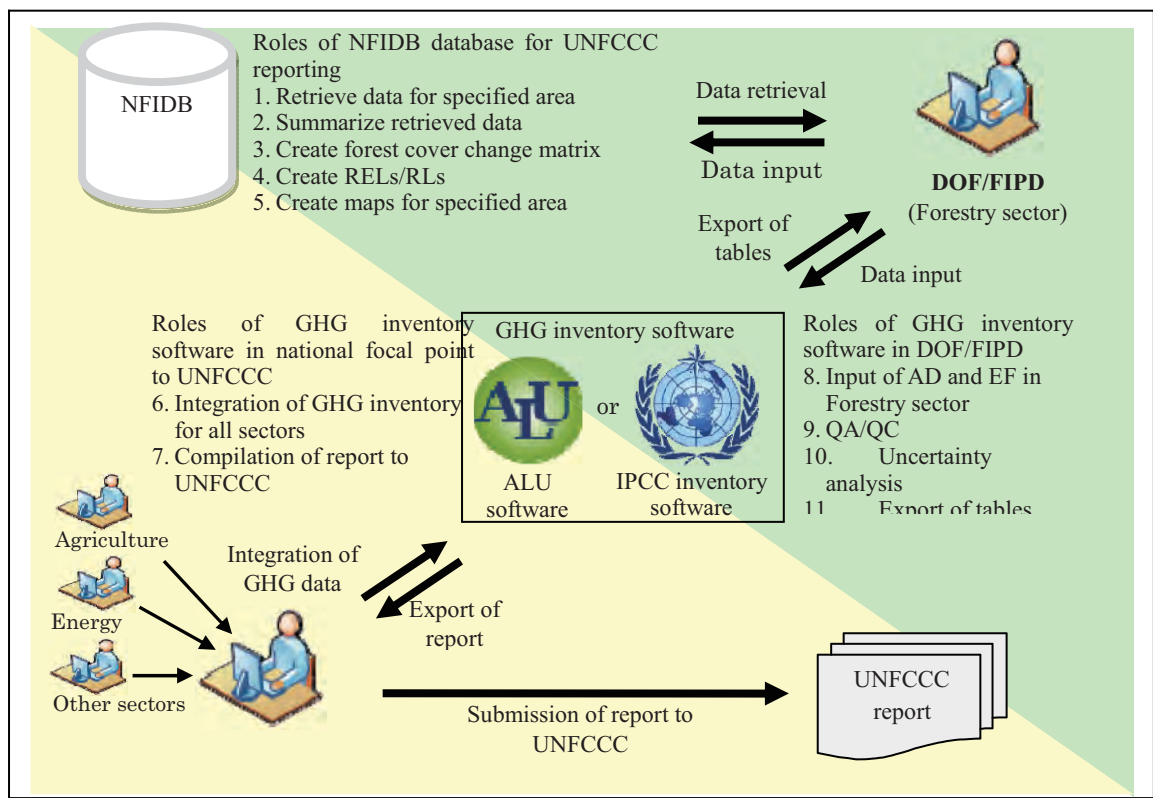 NFIDB
Roles of NFIDB database for UNFCCC
reporting
1. Retrieve data for specified area
2. Summarize retrieved data
3. Create forest cover change matrix
4. Create RELs/RLs
5. Create maps for specified area
Data retrieval
Data input
DOF/FIPD
(Forestry sector)
Export of
tables
Data input
Roles of GHG inventory
software in national focal point
to UNFCCC
6. Integration of GHG inventory
for all sectors
7. Compilation of report to
UNFCCC
GHG inventory software
ALU
or
ALU
software
IPCC inventory
software
Roles of GHG inventory
software in DOF/FIPD
8. Input of AD and EF in
Forestry sector
9. QA/QC
10. Uncertainty
analysis
11. Export of tables
Agriculture
Energy
Other sectors
Integration of
GHG data
Export of
report
Submission of report to
UNFCCC
UNFCCC
report